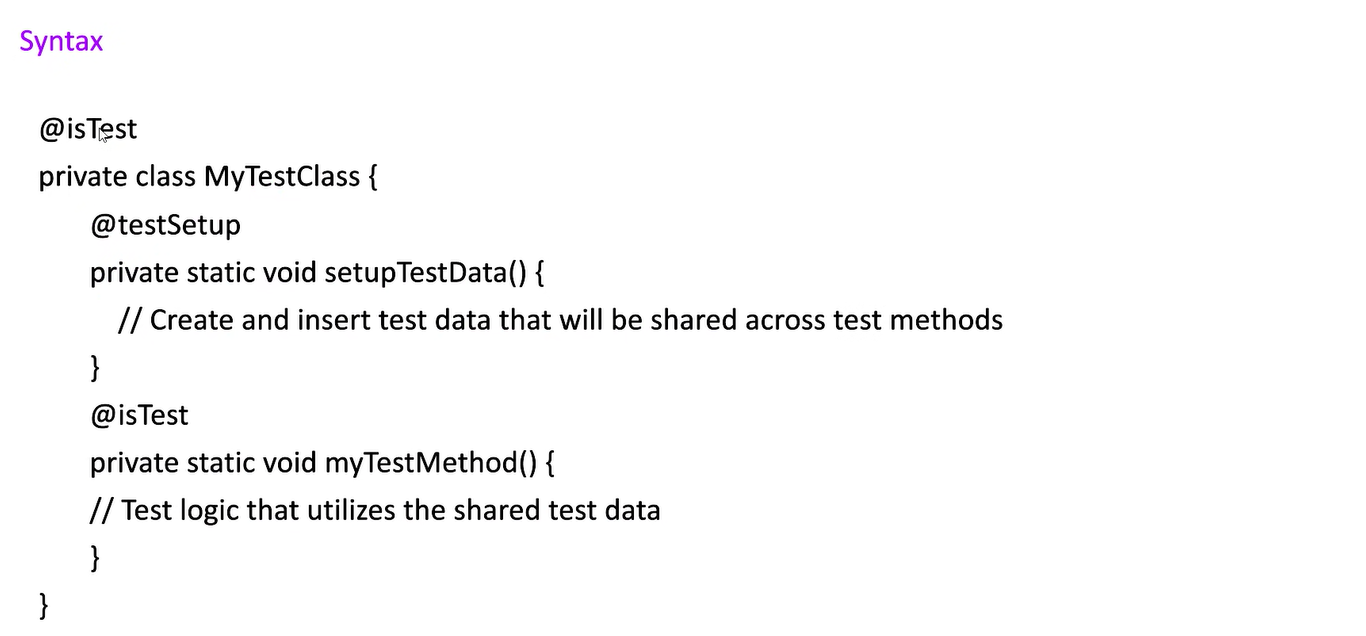 Syntax
@isTest
private class MyTestClass {
@testSetup
private static void setupTestData() {
// Create and insert test data that will be shared across test methods
}
@isTest
private static void myTestMethod() {
// Test logic that utilizes the shared test data
}
}